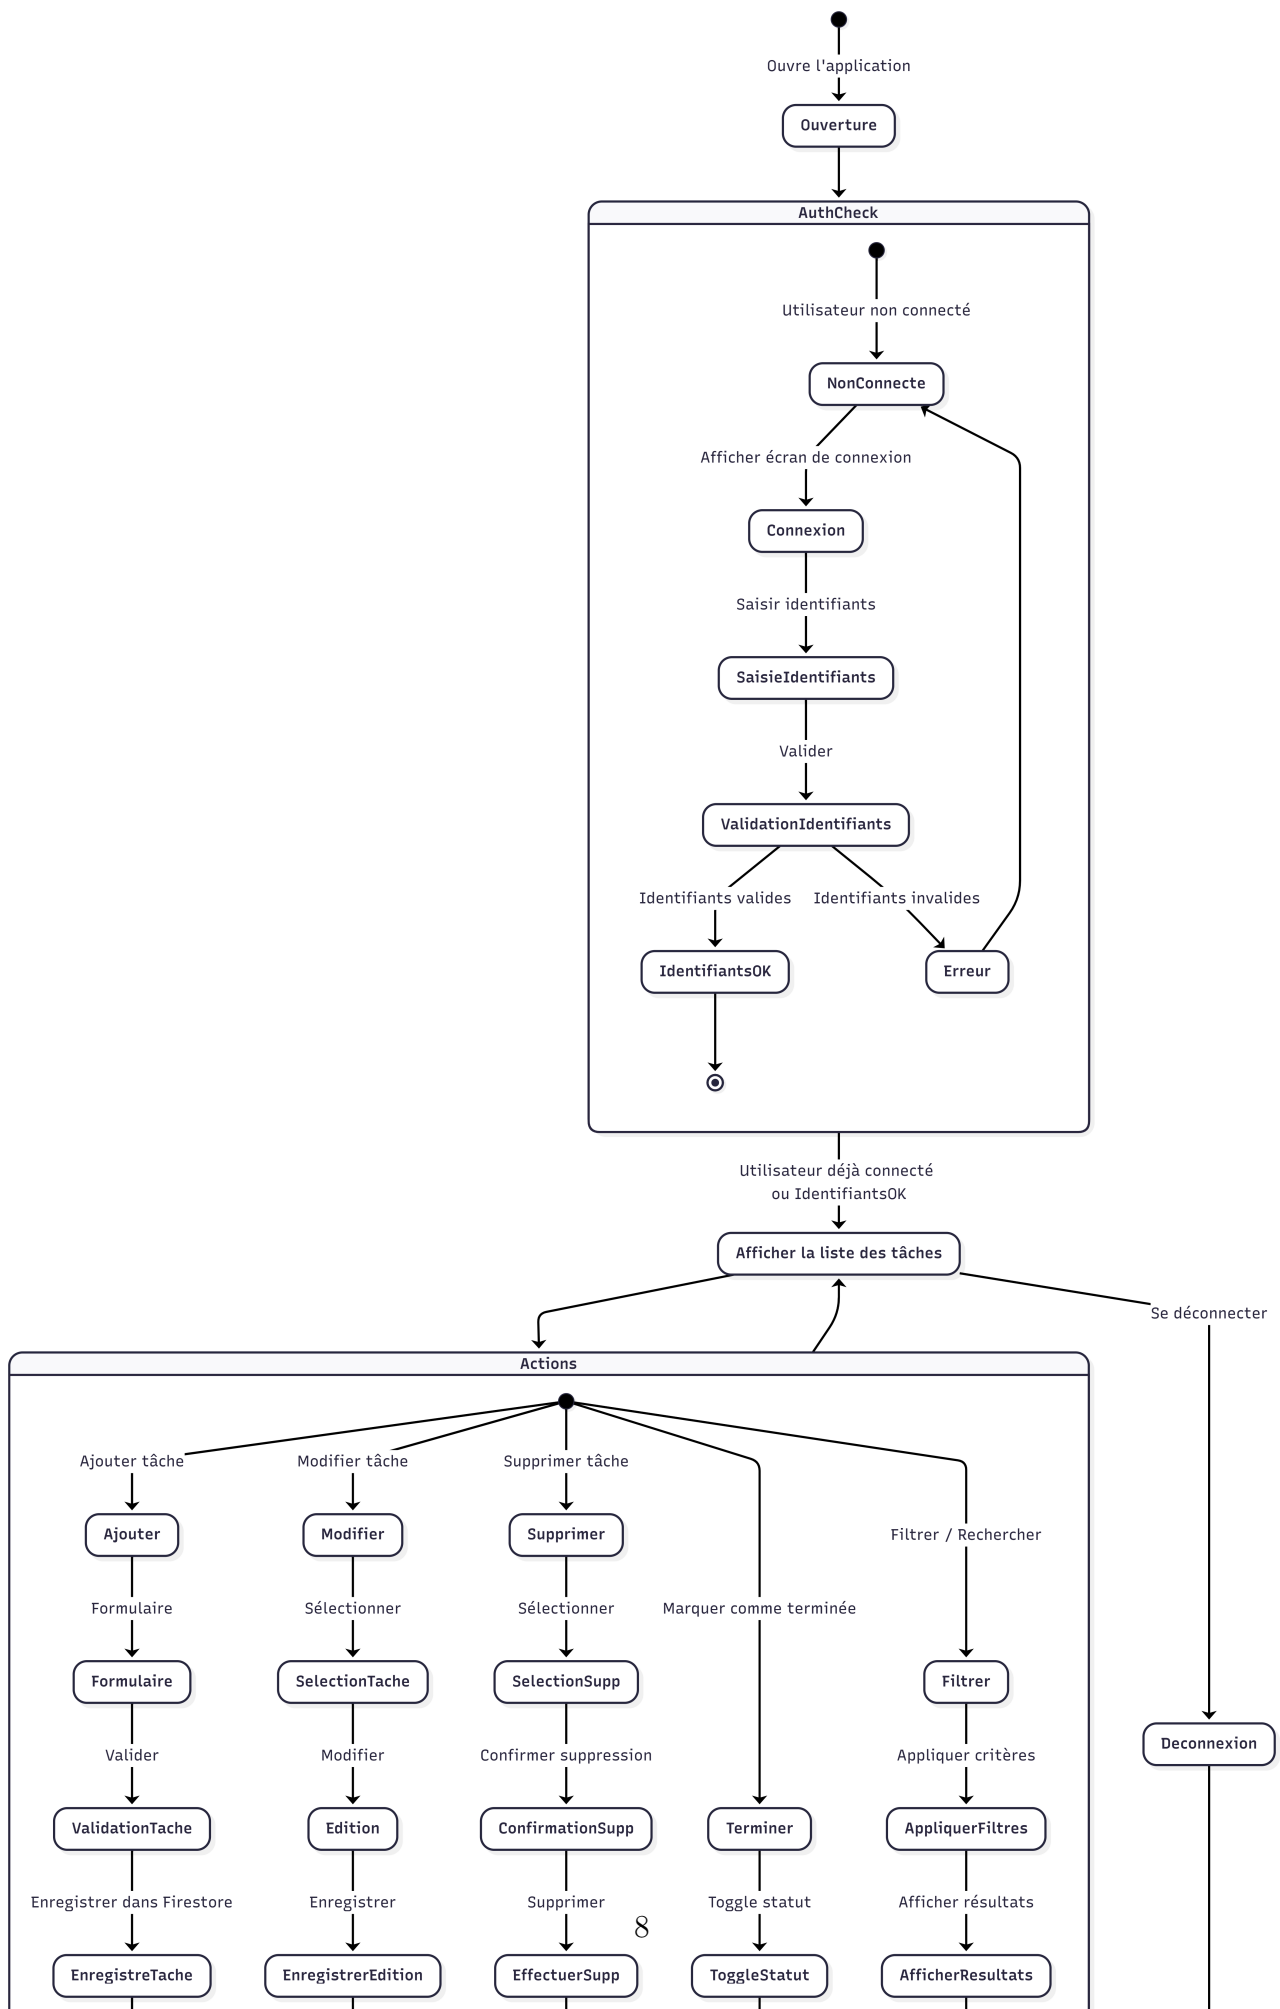 Ouvre l'application
Ouverture
AuthCheck
Utilisateur non connecté
NonConnecte
Afficher écran de connexion
Connexion
Saisir identifiants
SaisieIdentifiants
Valider
ValidationIdentifiants
Identifiants valides
Identifiants invalides
IdentifiantsOK
Erreur
Utilisateur déjà connecté
ou IdentifiantsOK
Afficher la liste des tâches
Se déconnecter
Actions
Ajouter tâche
Modifier tâche
Supprimer tâche
Ajouter
Modifier
Supprimer
Filtrer / Rechercher
Formulaire
Sélectionner
Sélectionner
Marquer comme terminée
Formulaire
SelectionTache
SelectionSupp
Filtrer
Deconnexion
Valider
Modifier
Confirmer suppression
Appliquer critères
ValidationTache
Edition
ConfirmationSupp
Terminer
AppliquerFiltres
Enregistrer dans Firestore
Enregistrer
Supprimer
Toggle statut
Afficher résultats
8
EnregistreTache
EnregistrerEdition
EffectuerSupp
ToggleStatut
AfficherResultats